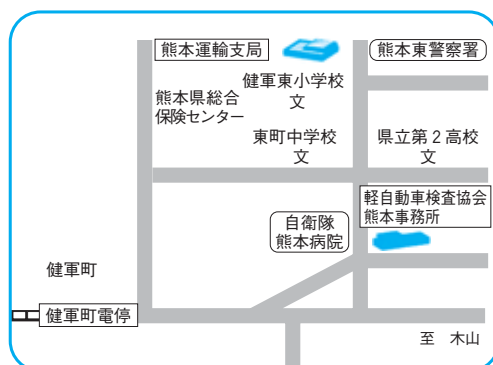 熊本運輸支局
熊本東警察署
健軍東小学校
文
熊本県総合
保険センター
東町中学校
文
県立第2高校
文
軽自動車検査協会
熊本事務所
自衛隊
熊本病院
健軍町
健軍町電停
至 木山